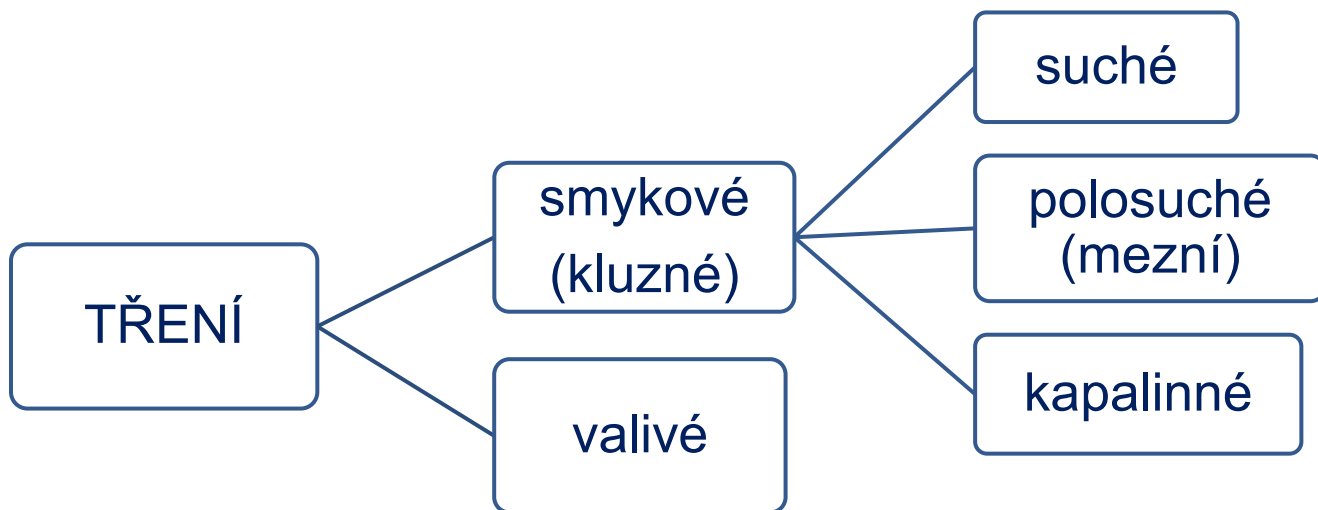 TŘENÍ
smykové
(kluzné)
valivé
suché
polosuché
(mezní)
kapalinné